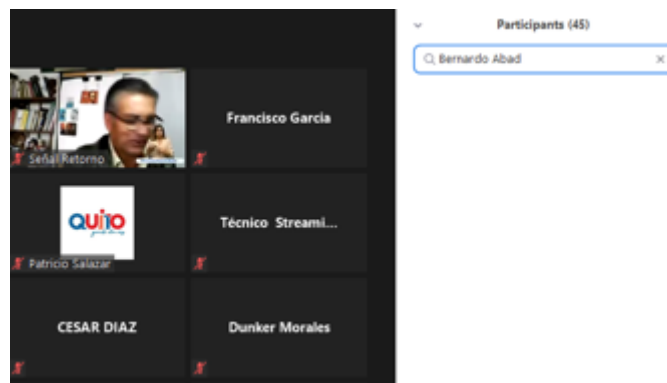 Participants (45)
Bernardo Abad
Francisco Garcia
Señal Retorno
QUITO
Técnico Streami...
Patricio Salazar
CESAR DIAZ
Dunker Morales